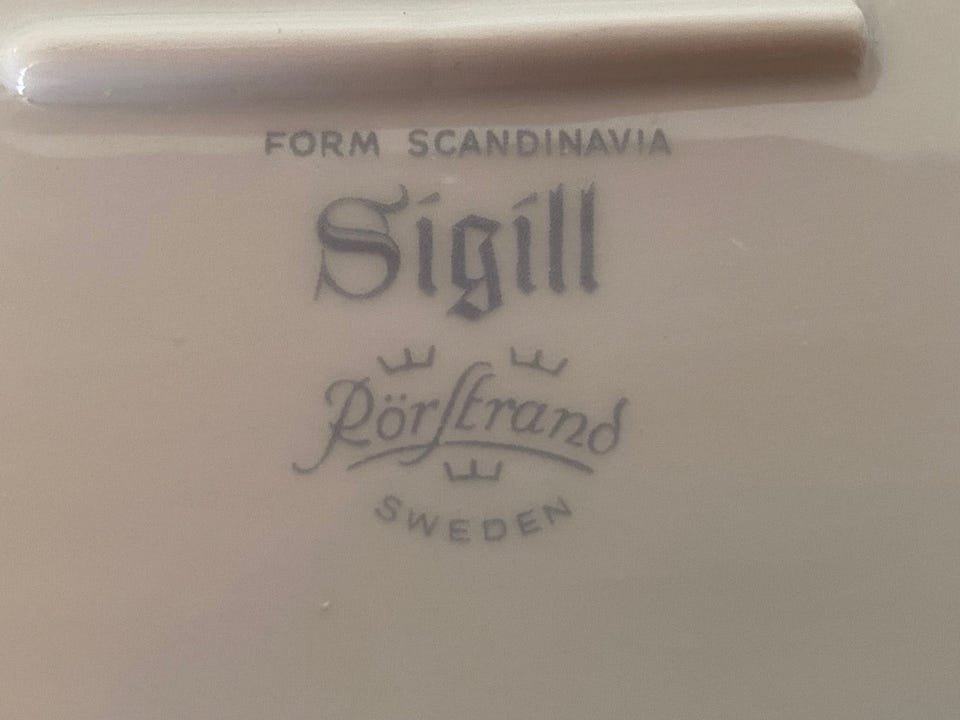 FORM SCANDINAVIA
Sigill
Rörstrand
SWEDEN